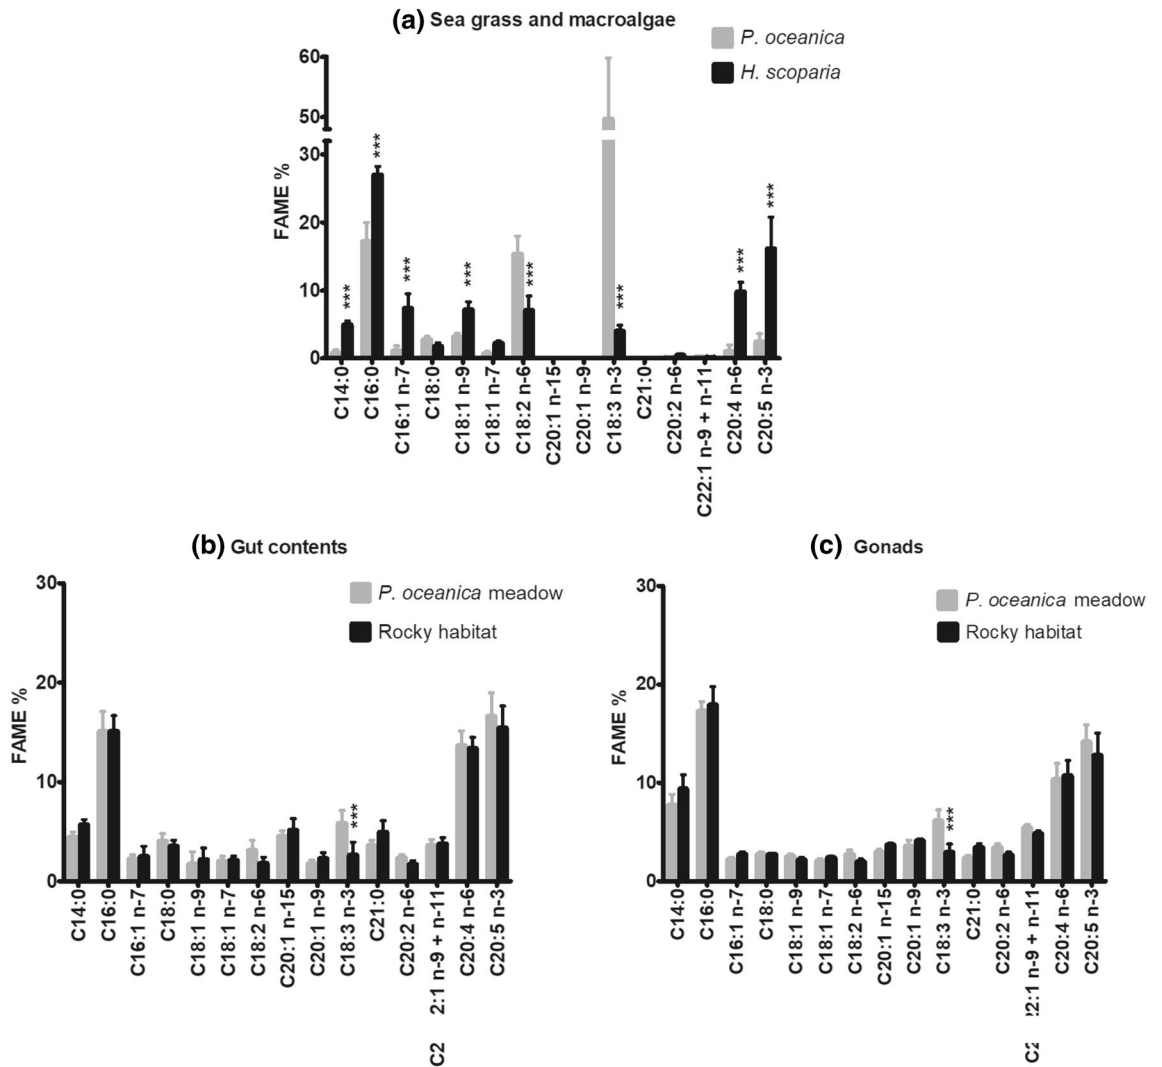 (a) Sea grass and macroalgae
P. oceanica
H. scoparia
FAME %
60
50
30
20
10
0
***
***
***
***
***
***
***
***
C14:0
C16:0
C16:1 n-7
C18:0
C18:1 n-9
C18:1 n-7
C18:2 n-6
C20:1 n-15
C20:1 n-9
C18:3 n-3
C21:0
C20:2 n-6
C22:1 n-9 + n-11
C20:4 n-6
C20:5 n-3
(b) Gut contents
P. oceanica meadow
Rocky habitat
FAME %
30
20
10
0
***
C14:0
C16:0
C16:1 n-7
C18:0
C18:1 n-9
C18:1 n-7
C18:2 n-6
C20:1 n-15
C20:1 n-9
C18:3 n-3
C21:0
C20:2 n-6
C22:1 n-9 + n-11
C20:4 n-6
C20:5 n-3
(c) Gonads
P. oceanica meadow
Rocky habitat
FAME %
30
20
10
0
***
C14:0
C16:0
C16:1 n-7
C18:0
C18:1 n-9
C18:1 n-7
C18:2 n-6
C20:1 n-15
C20:1 n-9
C18:3 n-3
C21:0
C20:2 n-6
C22:1 n-9 + n-11
C20:4 n-6
C20:5 n-3